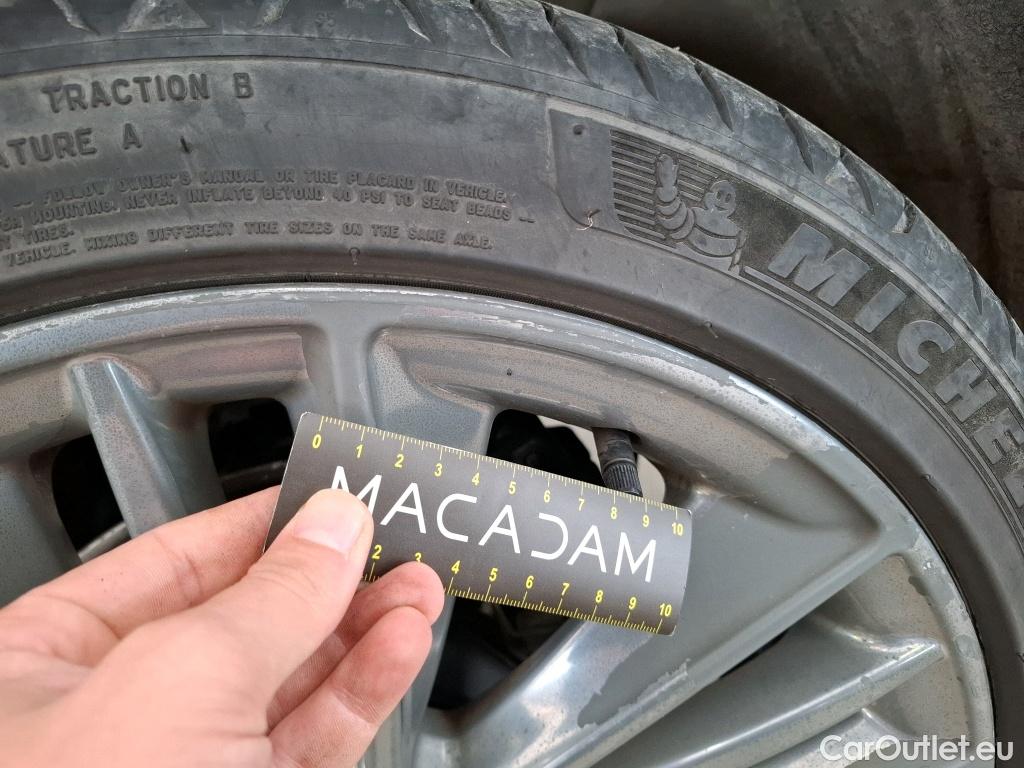 TRACTION B
ATURE A
FOLLOW OWNER'S MANUAL OR TIRE PLACARD IN VEHICLE.
MOUNTING. NEVER INFLATE BEYOND 40 PSI TO SEAT BEADS
TIRES.
VEHICLE. MIXING DIFFERENT TIRE SIZES ON THE SAME AXLE.
MICHE
0 1 2 3 4 5 6 7 8 9 10
MACADAM
2 3 4 5 6 7 8 9 10
CarOutlet.eu